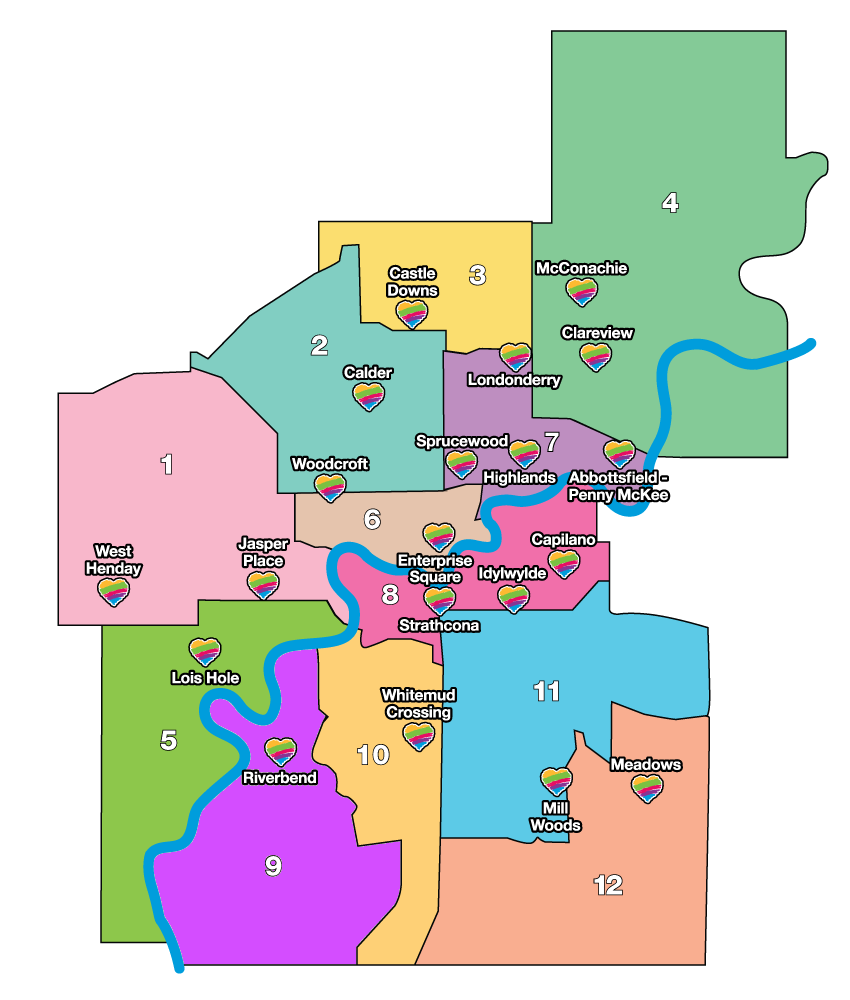 4
McConachie
Castle
Downs
3
Clareview
2
Calder
Londonderry
1
Sprucewood
7
Woodcroft
Highlands
Abbottsfield -
Penny McKee
6
West
Henday
Jasper
Place
Enterprise
Square
Capilano
Idylwylde
8
Strathcona
Lois Hole
Whitemud
Crossing
11
5
Riverbend
10
Meadows
Mill
Woods
9
12